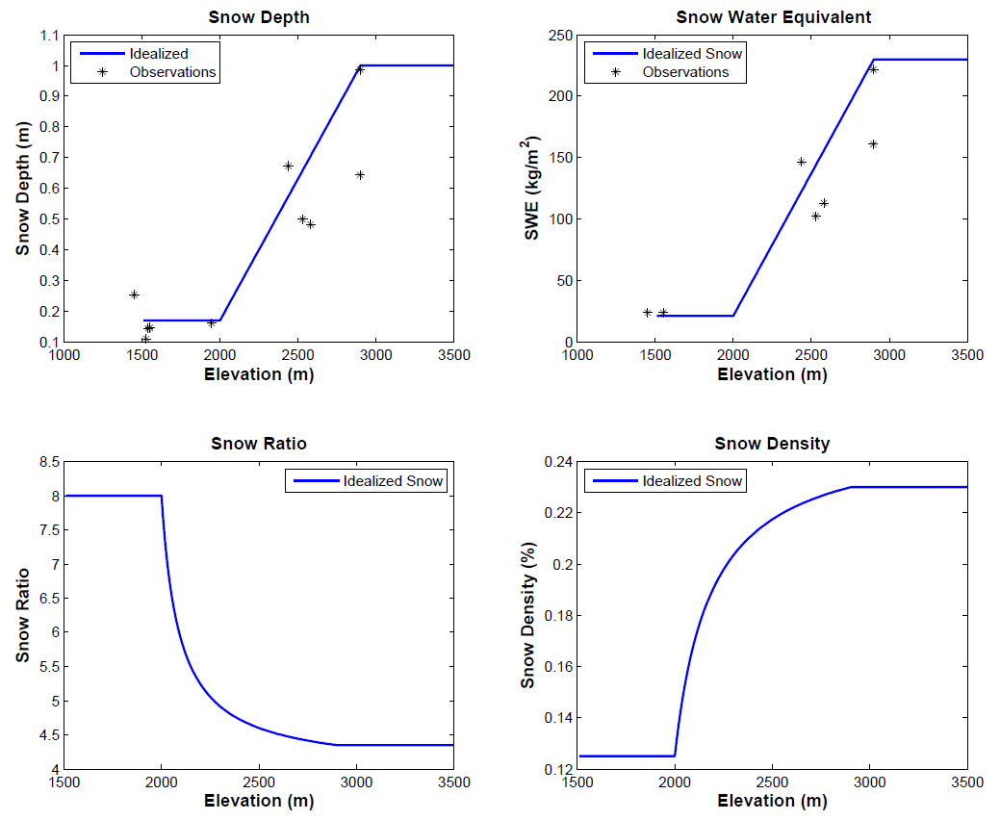 Snow Depth
1.1
1
0.9
0.8
0.7
0.6
0.5
0.4
0.3
0.2
0.1
Snow Depth (m)
Idealized
Observations
1000 1500 2000 2500 3000 3500
Elevation (m)
Snow Water Equivalent
250
200
150
100
50
0
SWE (kg/m²)
Idealized Snow
Observations
1000 1500 2000 2500 3000 3500
Elevation (m)
Snow Ratio
8.5
8
7.5
7
6.5
6
5.5
5
4.5
4
Snow Ratio
Idealized Snow
1500 2000 2500 3000 3500
Elevation (m)
Snow Density
0.24
0.22
0.2
0.18
0.16
0.14
0.12
Snow Density (%)
Idealized Snow
1500 2000 2500 3000 3500
Elevation (m)